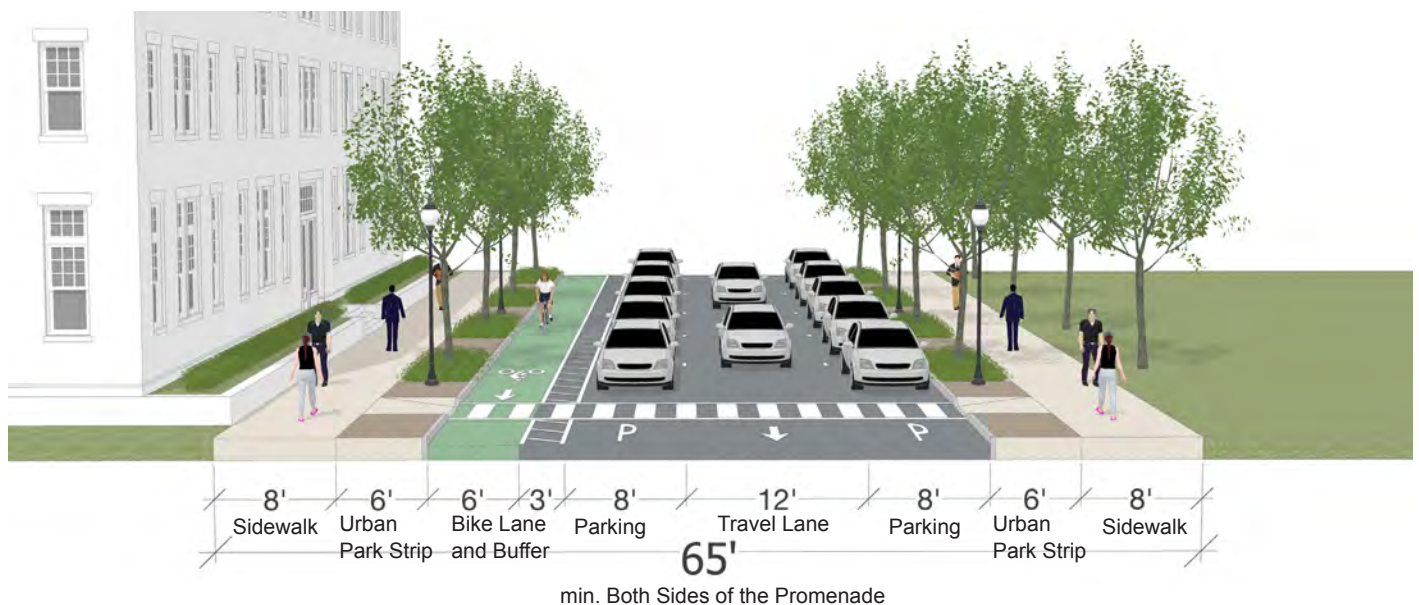 P
P
8' 6' 6' 3' 8' 12' 8' 6' 8'
Sidewalk Urban Bike Lane Parking Travel Lane Parking Urban Sidewalk
Park Strip and Buffer Park Strip
65'
min. Both Sides of the Promenade